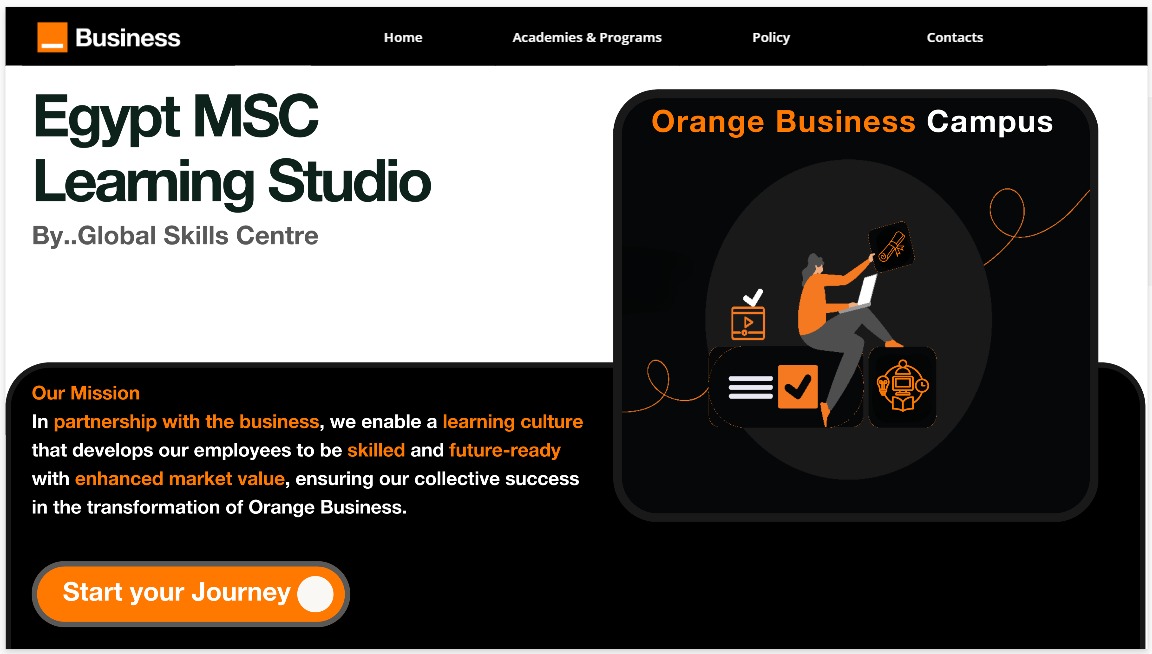 Business
Home
Academies & Programs
Policy
Contacts
Egypt MSC
Learning Studio
By..Global Skills Centre
Orange Business Campus
Our Mission
In partnership with the business, we enable a learning culture
that develops our employees to be skilled and future-ready
with enhanced market value, ensuring our collective success
in the transformation of Orange Business.
Start your Journey